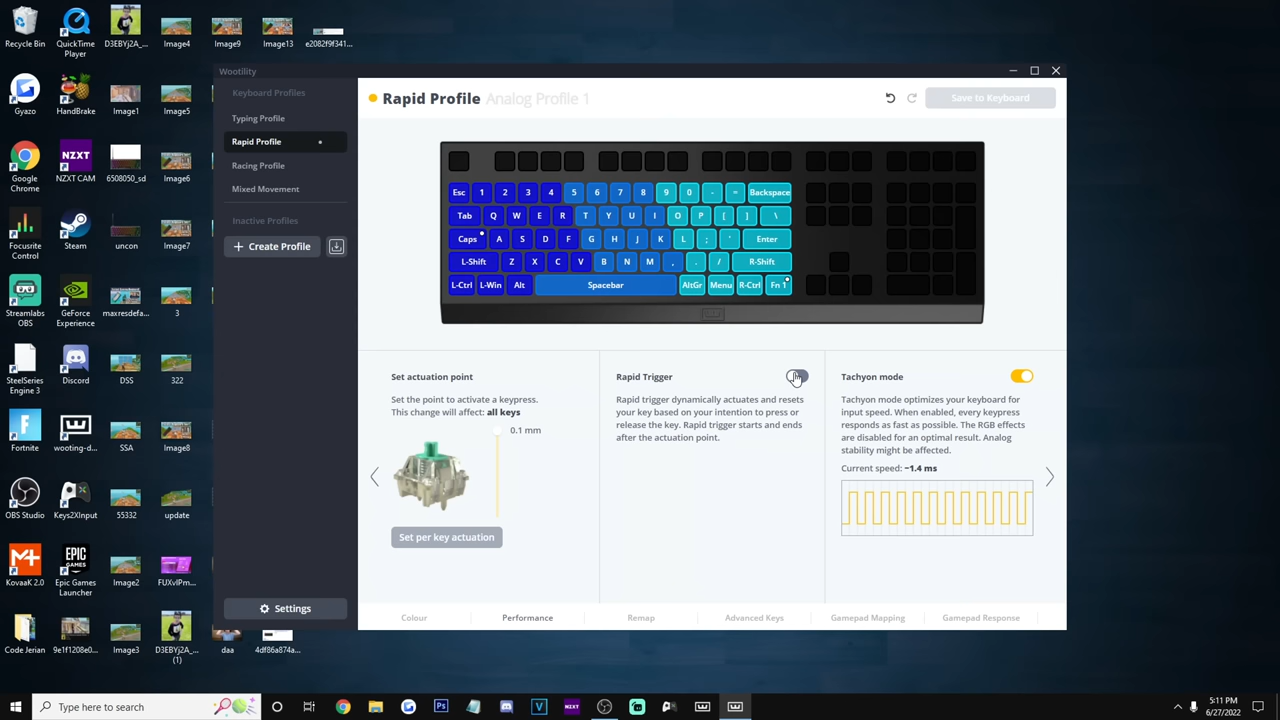 Recycle Bin
QuickTime
Player
D3EBYj2A_...
Image4
Image9
Image13
e2082f9f341...
Gyazo
HandBrake
Image1
Image5
Google
Chrome
NZXT CAM
6508050_sd
Image6
Focusrite
Control
Steam
uncon
Image7
Streamlabs
OBS
GeForce
Experience
maxresdefa...
3
SteelSeries
Engine 3
Discord
DSS
322
Fortnite
wooting-d...
SSA
Image8
OBS Studio
Keys2XInput
55332
update
KovaaK 2.0
Epic Games
Launcher
Image2
FUXvIPm...
Code Jerian
9e1f1208e0...
Image3
D3EBYj2A_...
(1)
daa
4df86a874a...
Wootility
Keyboard Profiles
Typing Profile
Rapid Profile
Racing Profile
Mixed Movement
Inactive Profiles
+ Create Profile
Settings
Rapid Profile Analog Profile 1
Save to Keyboard
Esc 1 2 3 4 5 6 7 8 9 0 - = Backspace
Tab Q W E R T Y U I O P [ ] \
Caps A S D F G H J K L ; ' Enter
L-Shift Z X C V B N M , . / R-Shift
L-Ctrl L-Win Alt Spacebar AltGr Menu R-Ctrl Fn 1
Set actuation point
Set the point to activate a keypress.
This change will affect: all keys
0.1 mm
Set per key actuation
Rapid Trigger
Rapid trigger dynamically actuates and resets
your key based on your intention to press or
release the key. Rapid trigger starts and ends
after the actuation point.
Tachyon mode
Tachyon mode optimizes your keyboard for
input speed. When enabled, every keypress
responds as fast as possible. The RGB effects
are disabled for an optimal result. Analog
stability might be affected.
Current speed: ~1.4 ms
Colour
Performance
Remap
Advanced Keys
Gamepad Mapping
Gamepad Response
Type here to search
5:11 PM
6/27/2022